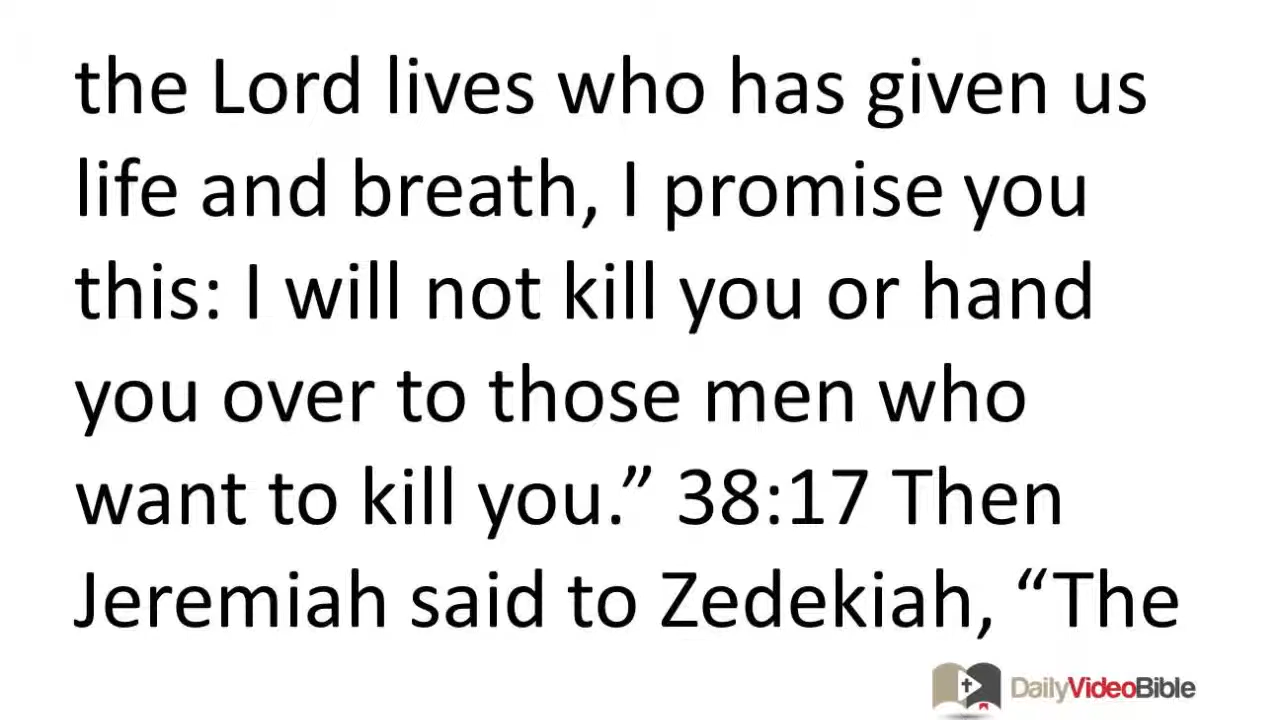 the Lord lives who has given us
life and breath, I promise you
this: I will not kill you or hand
you over to those men who
want to kill you.” 38:17 Then
Jeremiah said to Zedekiah, “The
DailyVideoBible